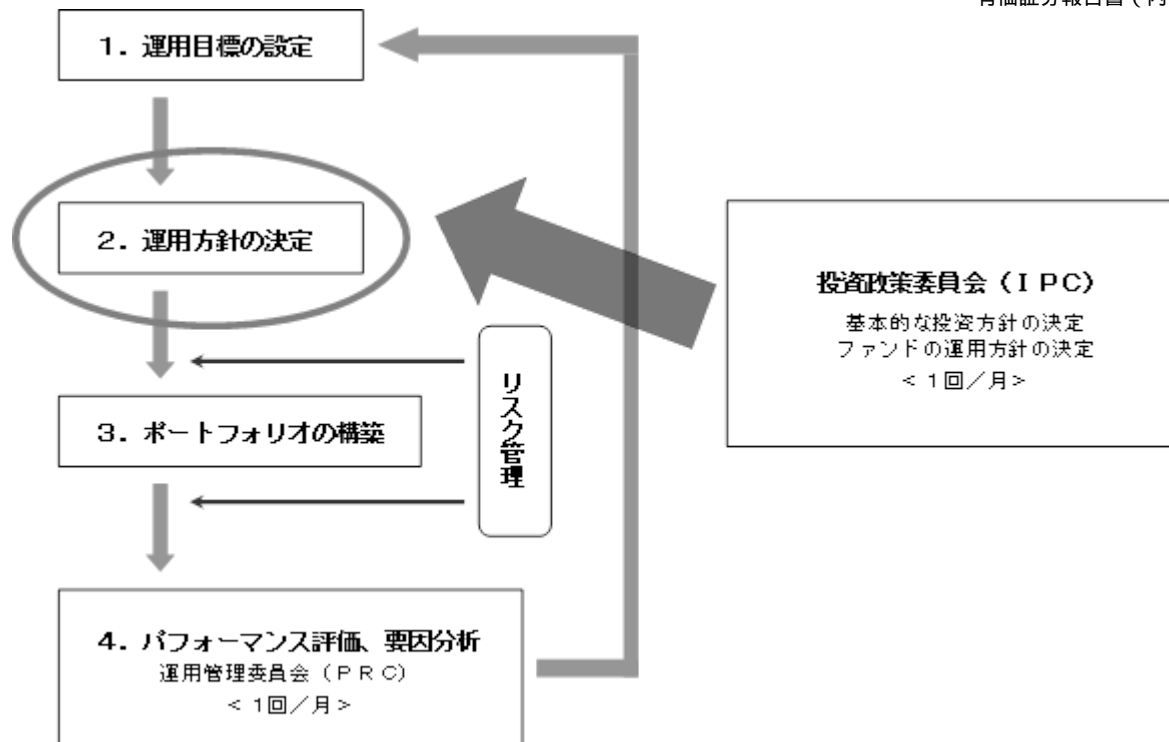 １．運用目標の設定
２．運用方針の決定
投資政策委員会（ＩＰＣ）
基本的な投資方針の決定
ファンドの運用方針の決定
＜１回／月＞
リスク管理
３．ポートフォリオの構築
４．パフォーマンス評価、要因分析
運用管理委員会（ＰＲＣ）
＜１回／月＞